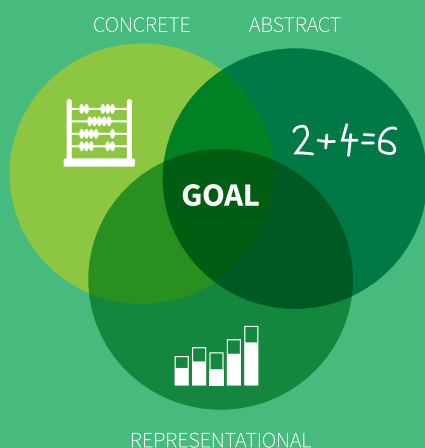 CONCRETE
ABSTRACT
2+4=6
GOAL
REPRESENTATIONAL